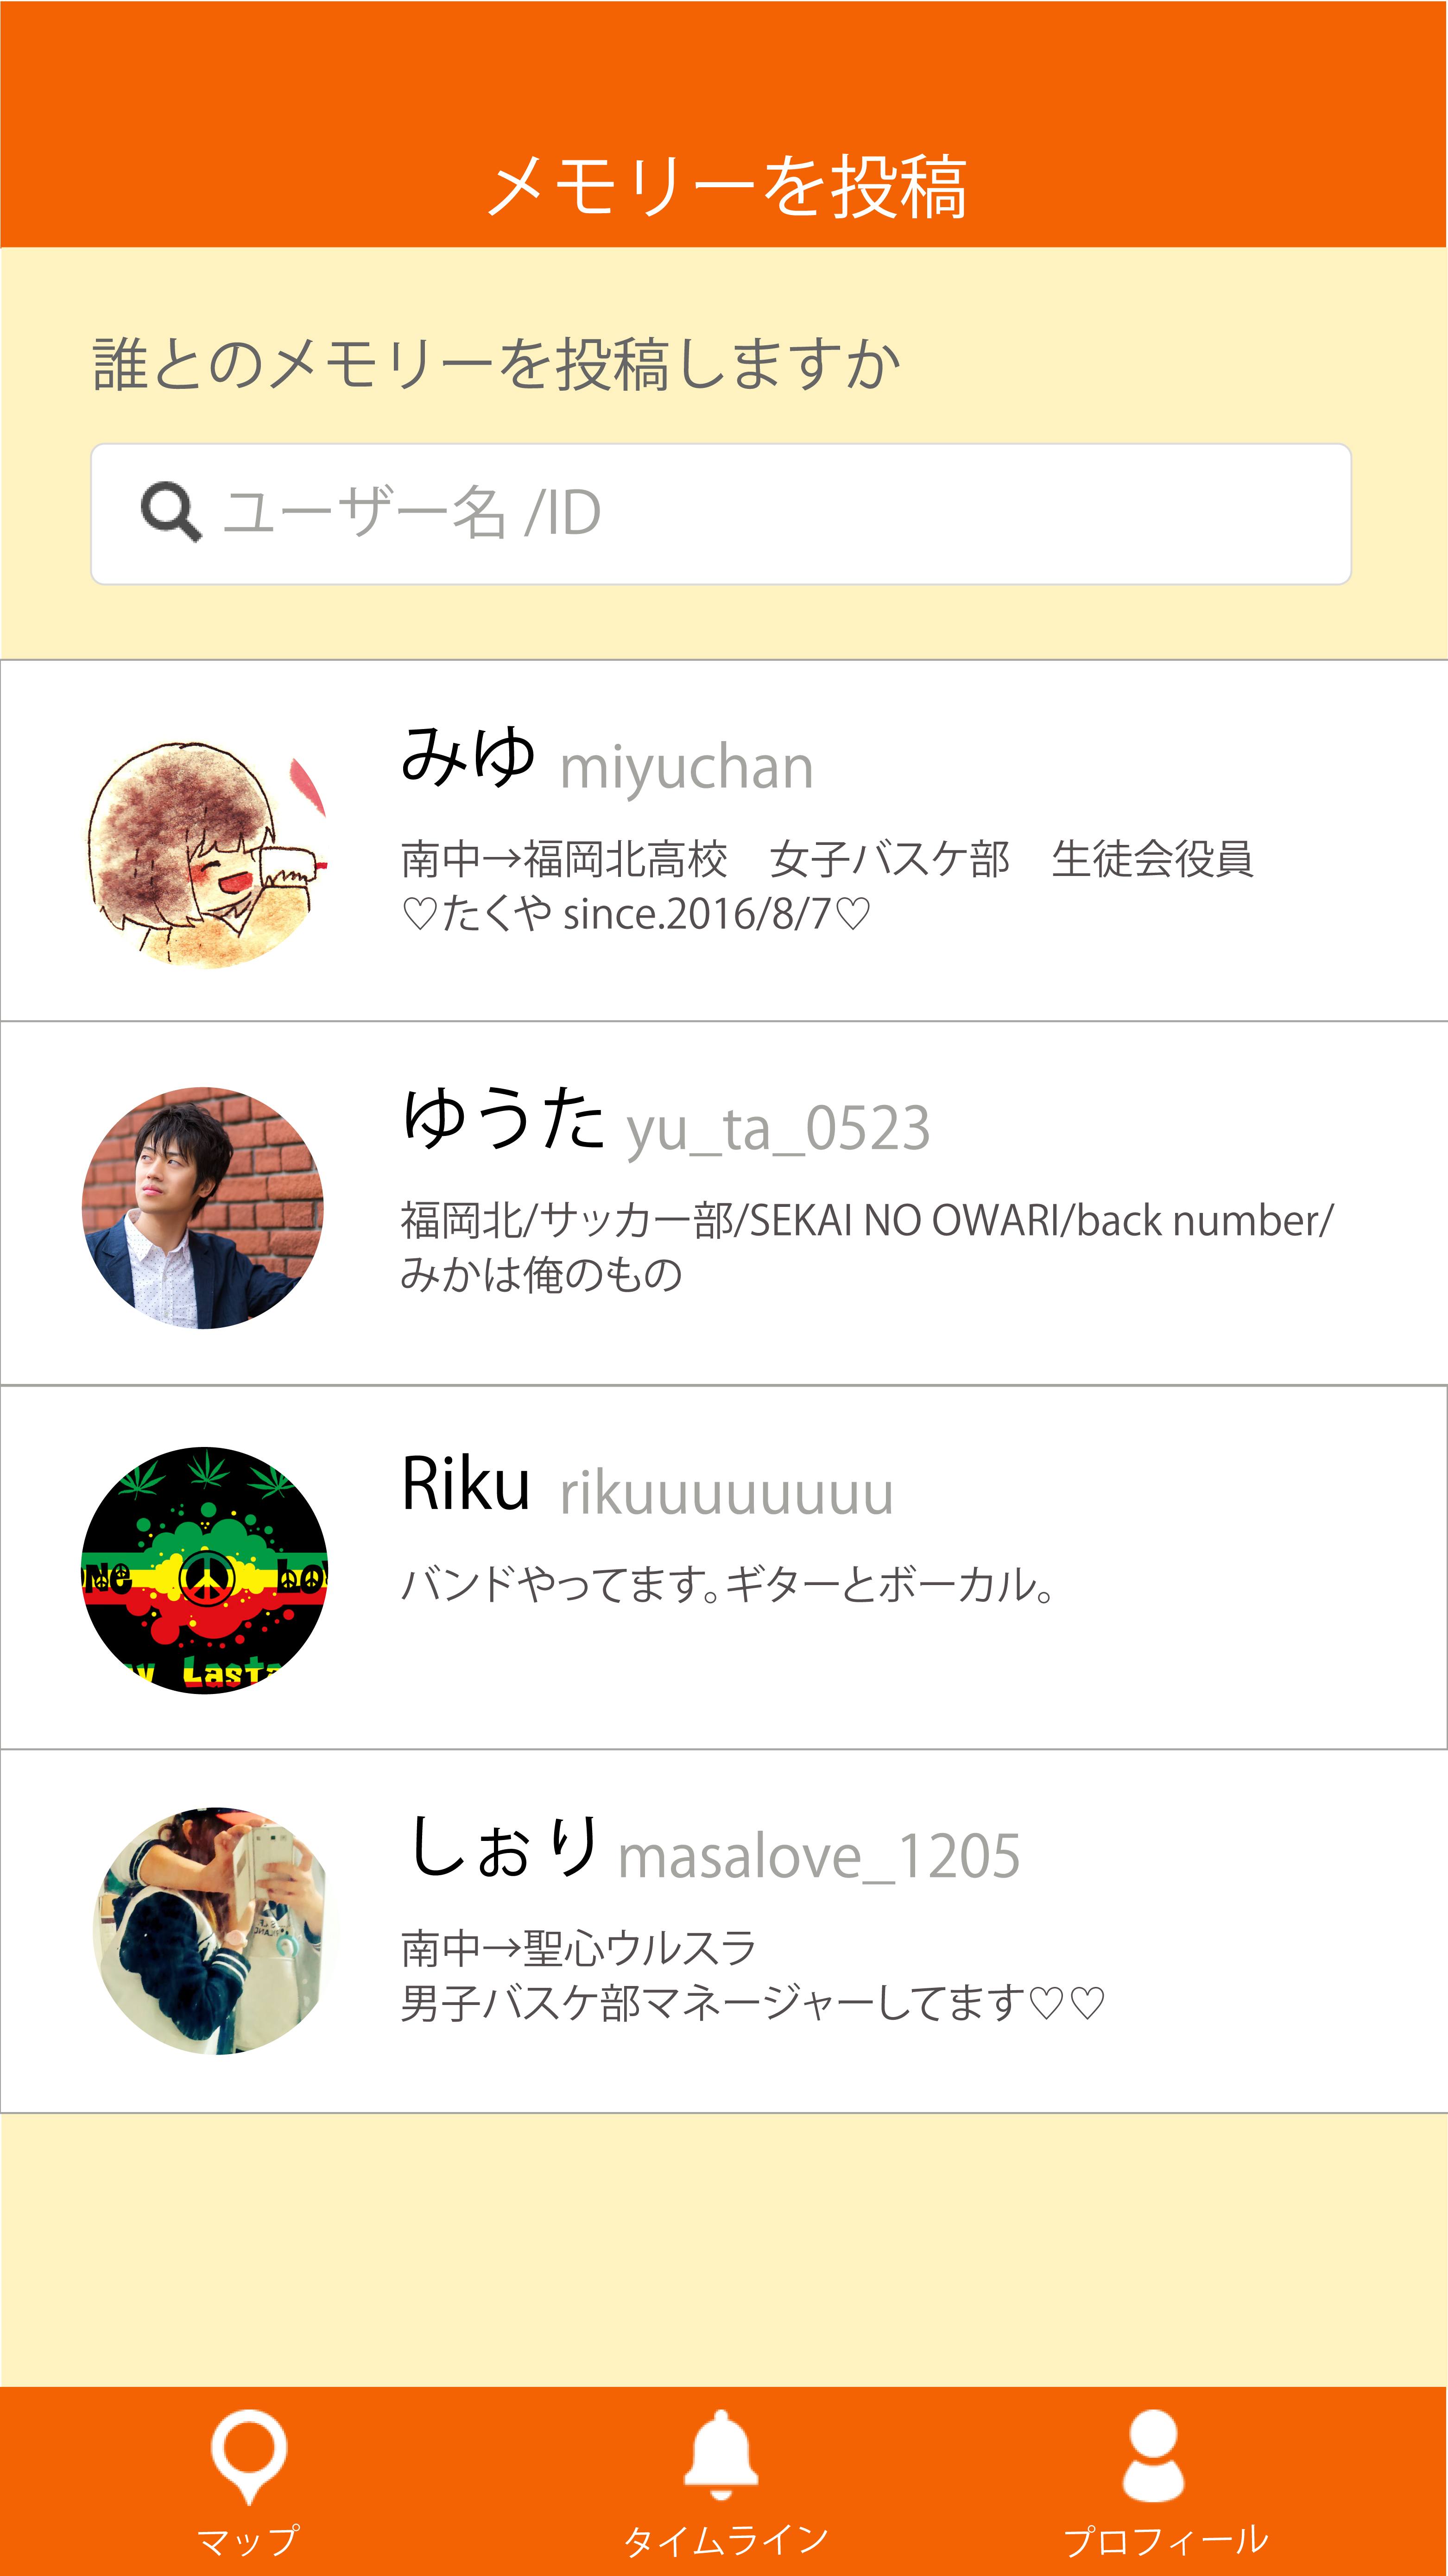 メモリーを投稿
誰とのメモリーを投稿しますか
ユーザー名 /ID
みゆ miyuchan
南中→福岡北高校　女子バスケ部　生徒会役員
♡たくや since.2016/8/7♡
ゆうた yu_ta_0523
福岡北/サッカー部/SEKAI NO OWARI/back number/
みかは俺のもの
Riku rikuuuuuuuu
バンドやってます。ギターとボーカル。
Lasta
しぉり masalove_1205
南中→聖心ウルスラ
男子バスケ部マネージャーしてます♡♡
マップ タイムライン プロフィール